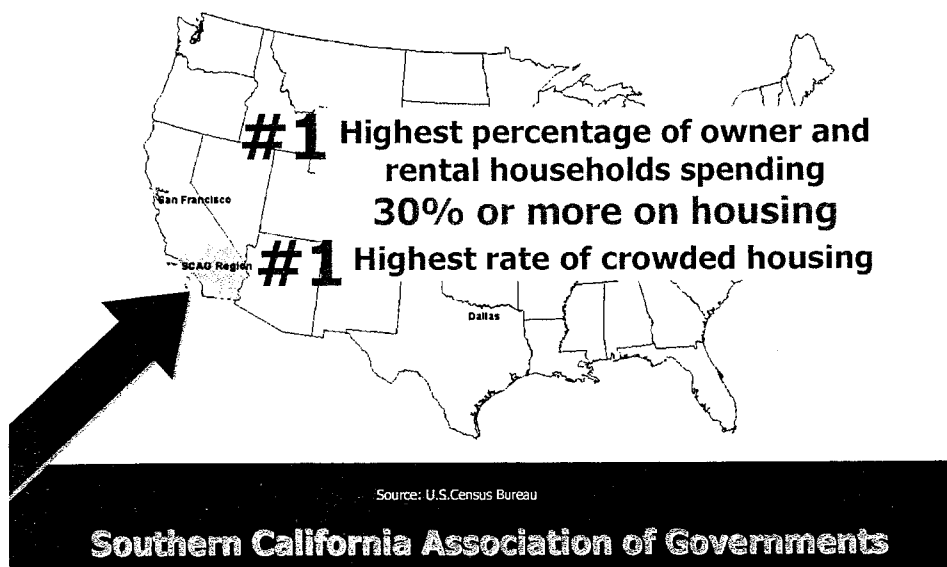 #1 Highest percentage of owner and
rental households spending
30% or more on housing
San Francisco
#1 Highest rate of crowded housing
SCAG Region
Dallas
Source: U.S.Census Bureau
Southern California Association of Governments